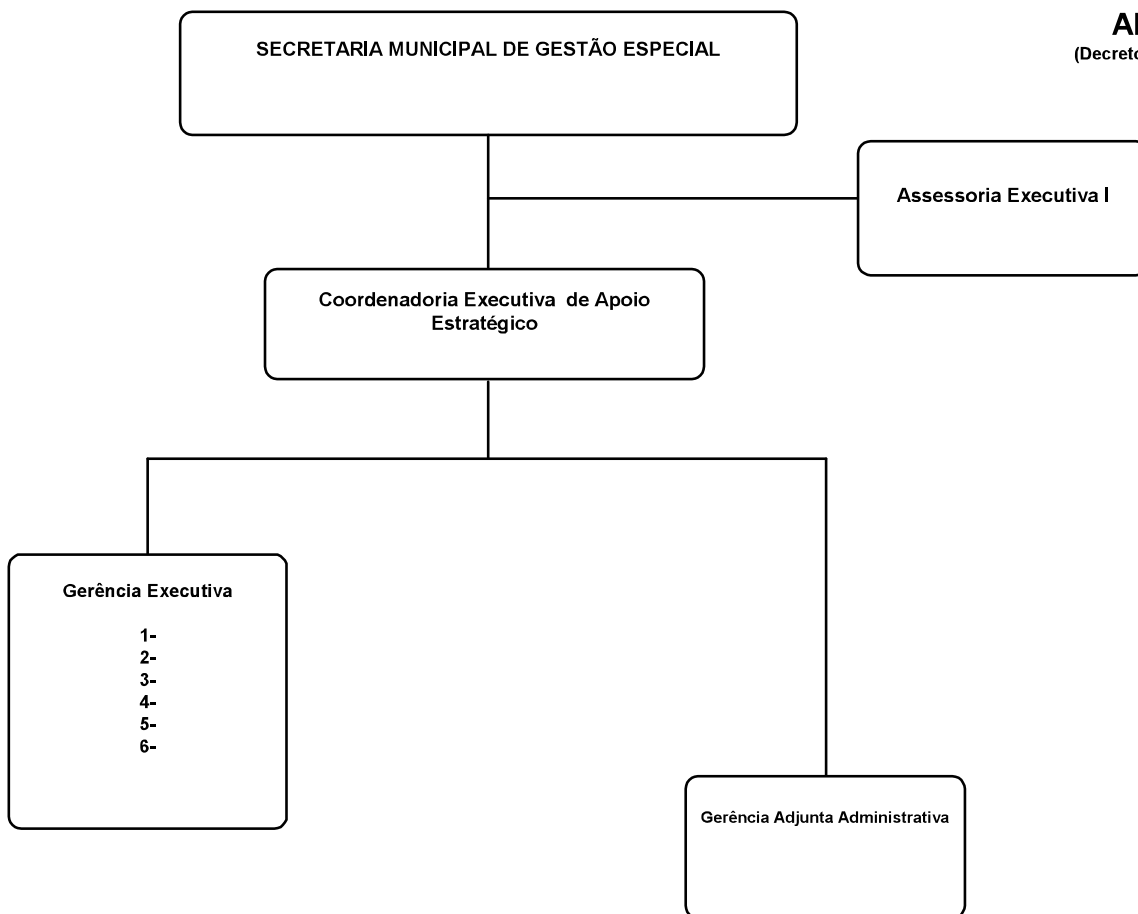 SECRETARIA MUNICIPAL DE GESTÃO ESPECIAL
(Decreto
Assessoria Executiva I
Coordenadoria Executiva de Apoio
Estratégico
Gerência Executiva
1-
2-
3-
4-
5-
6-
Gerência Adjunta Administrativa